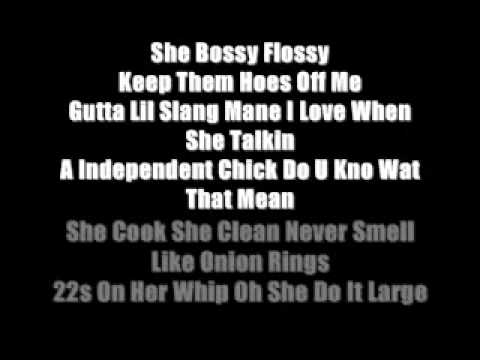 She Bossy Flossy
Keep Them Hoes Off Me
Gutta Lil Slang Mane I Love When
She Talkin
A Independent Chick Do U Kno Wat
That Mean
She Cook She Clean Never Smell
Like Onion Rings
22s On Her Whip Oh She Do It Large